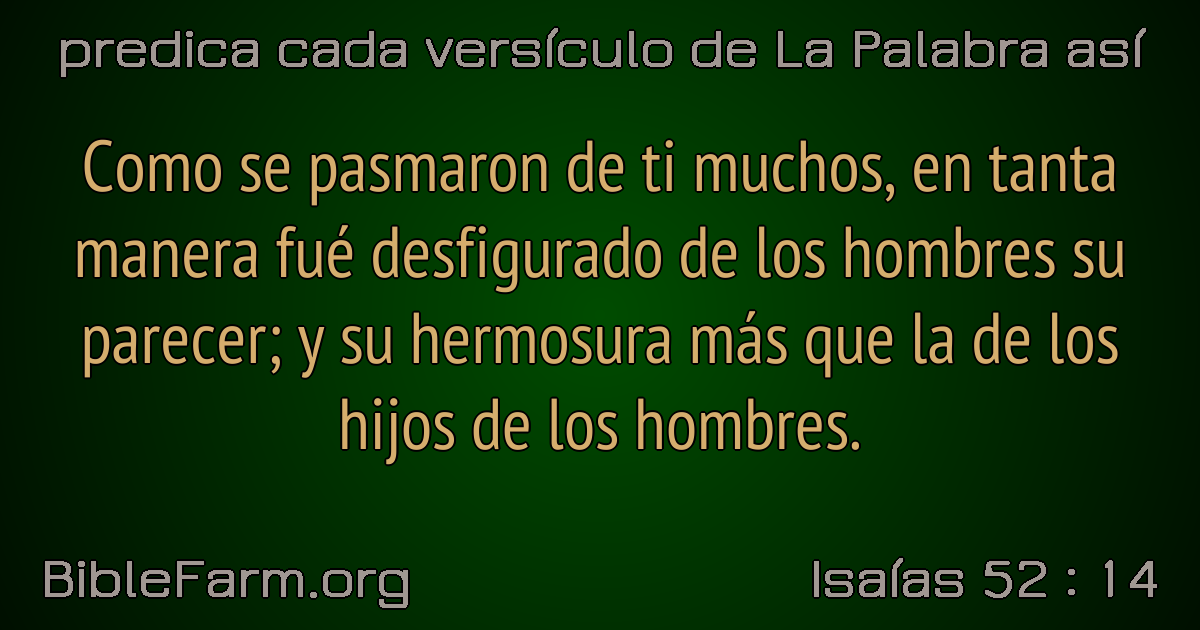 predica cada versículo de La Palabra así
Como se pasmaron de ti muchos, en tanta
manera fué desfigurado de los hombres su
parecer; y su hermosura más que la de los
hijos de los hombres.
BibleFarm.org
Isaías 52 : 14